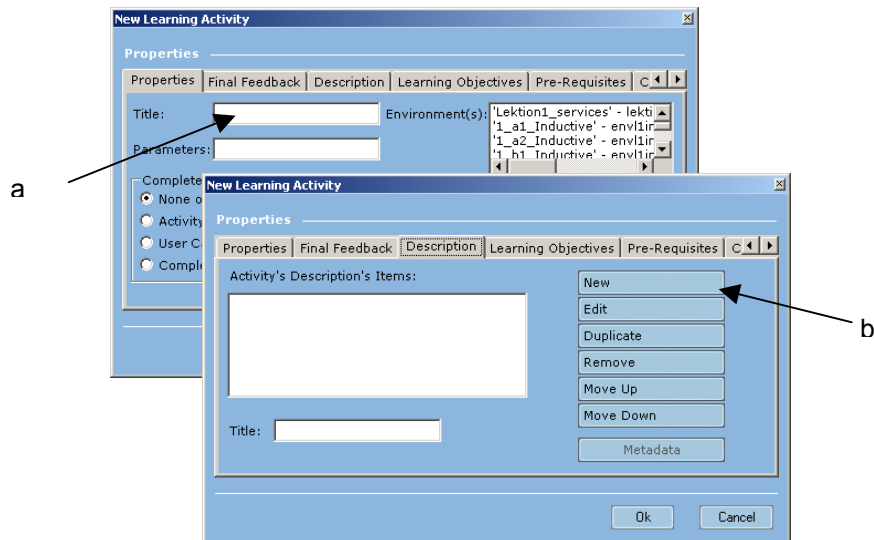 New Learning Activity
Properties
Properties Final Feedback Description Learning Objectives Pre-Requisites C
Title:
Environment(s):
'Lektion1_services' - lekti
'1_a1_Inductive' - envl1in
'1_a2_Inductive' - envl1ir
'1_b1_Inductive' - envl1ir
Parameters:
Complete
None o
Activity
User C
Comple
a
New Learning Activity
Properties
Properties Final Feedback Description Learning Objectives Pre-Requisites C
Activity's Description's Items:
New
Edit
Duplicate
Remove
Move Up
Move Down
Metadata
Title:
Ok Cancel
b